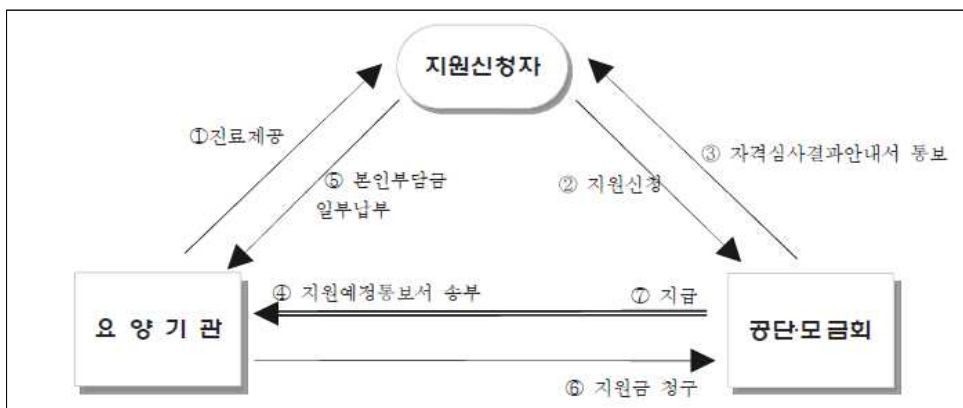 지원신청자
①진료제공
③ 자격심사결과안내서 통보
⑤ 본인부담금
일부납부
② 지원신청
④ 지원예정통보서 송부
⑦ 지급
요 양 기 관
공단·모금회
⑥ 지원금 청구